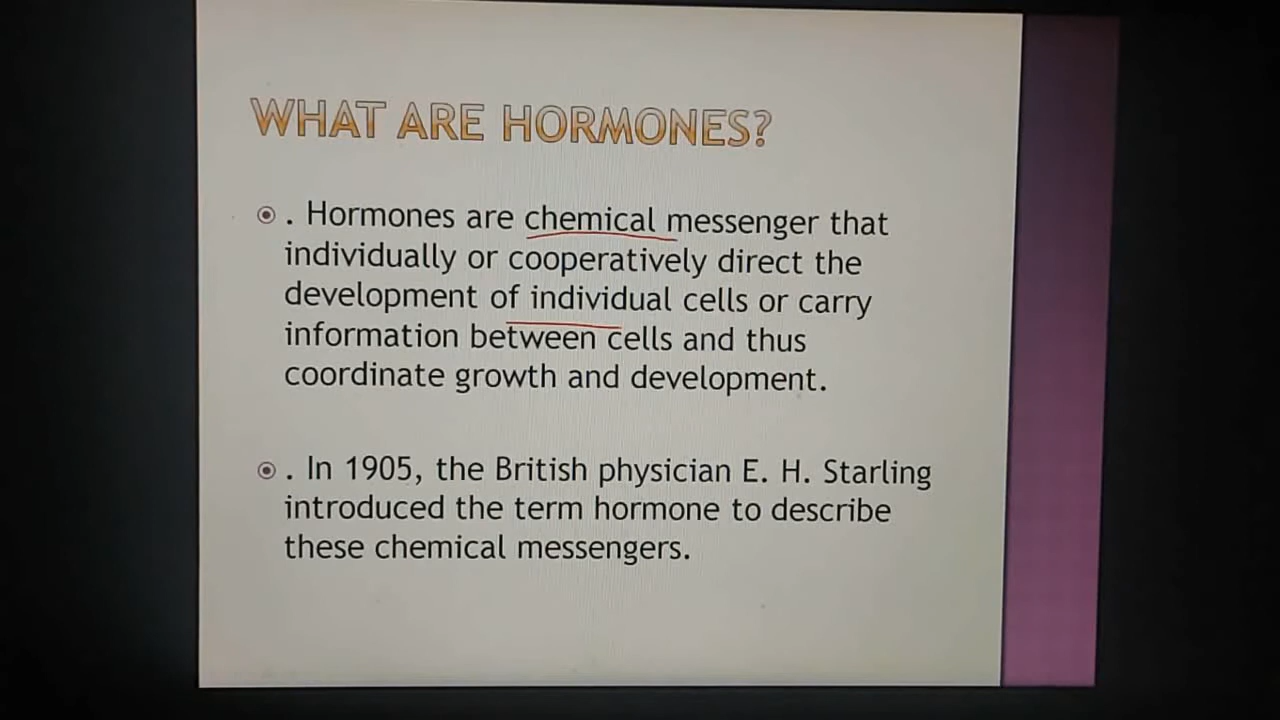 WHAT ARE HORMONES?
. Hormones are chemical messenger that
individually or cooperatively direct the
development of individual cells or carry
information between cells and thus
coordinate growth and development.
. In 1905, the British physician E. H. Starling
introduced the term hormone to describe
these chemical messengers.